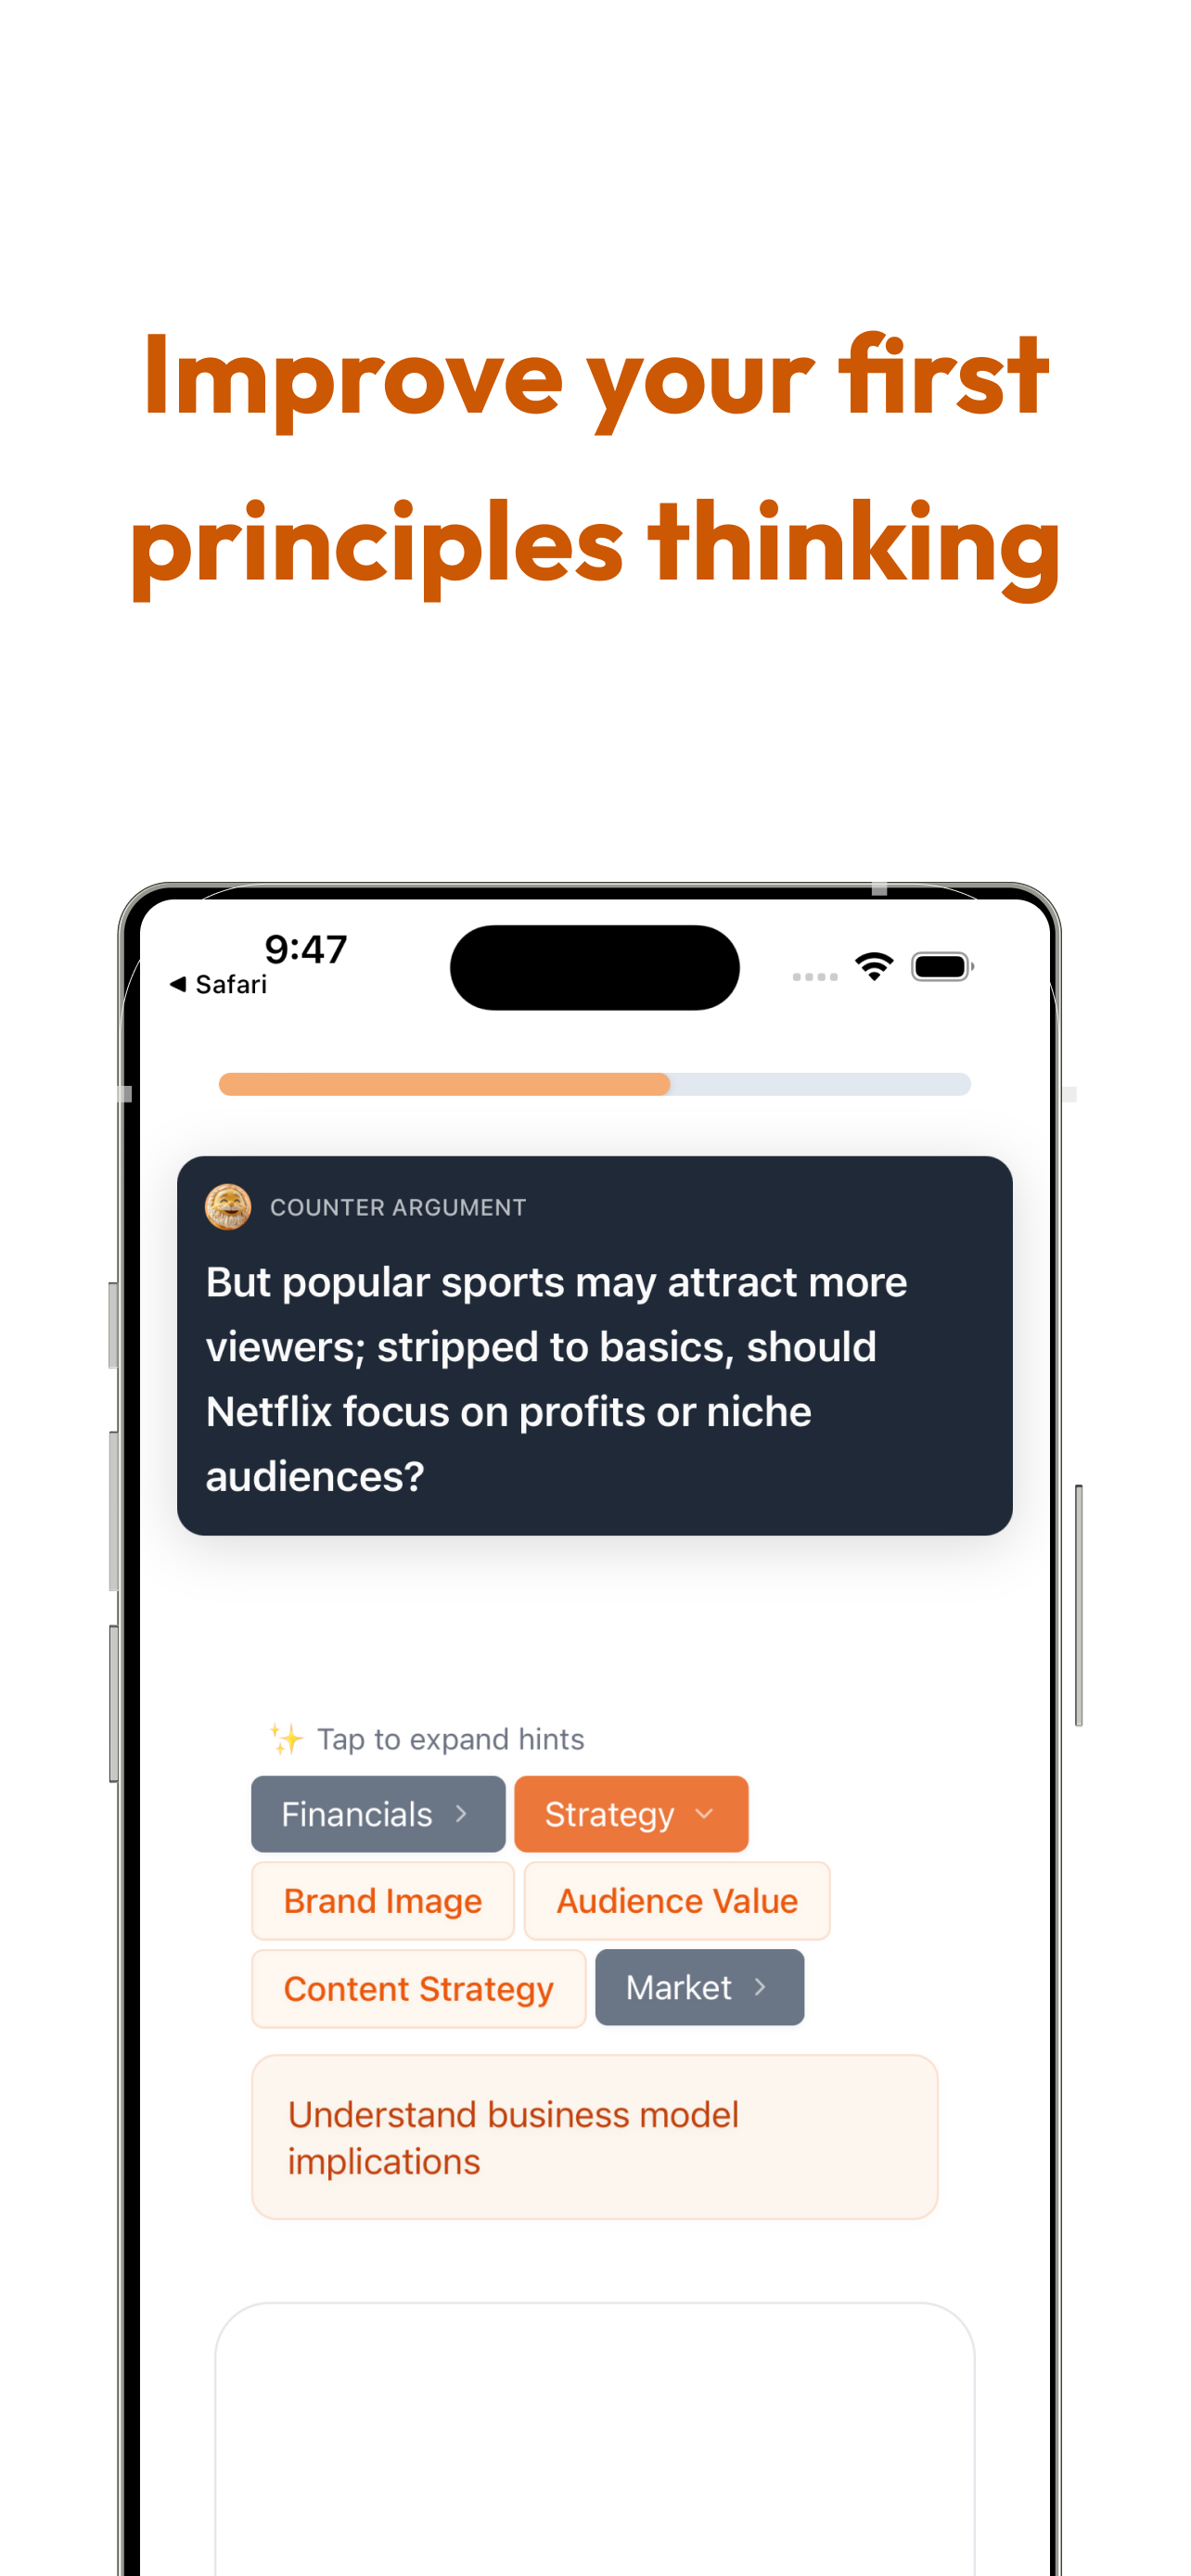 Improve your first
principles thinking
9:47
◀ Safari
COUNTER ARGUMENT
But popular sports may attract more
viewers; stripped to basics, should
Netflix focus on profits or niche
audiences?
✨ Tap to expand hints
Financials
Strategy
Brand Image
Audience Value
Content Strategy
Market
Understand business model
implications